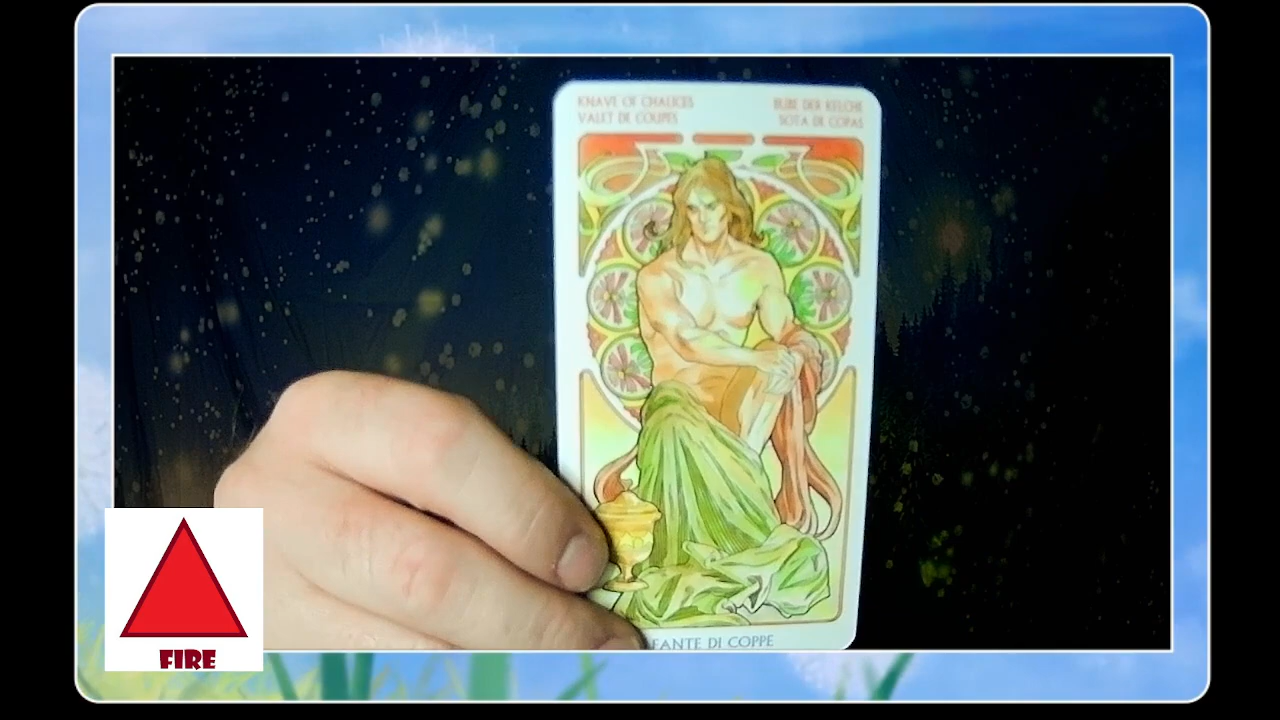 KNAVE OF CHALICES
VALET DE COUPES
BUBE DER KELCHE
SOTA DE COPAS
FANTE DI COPPE
FIRE